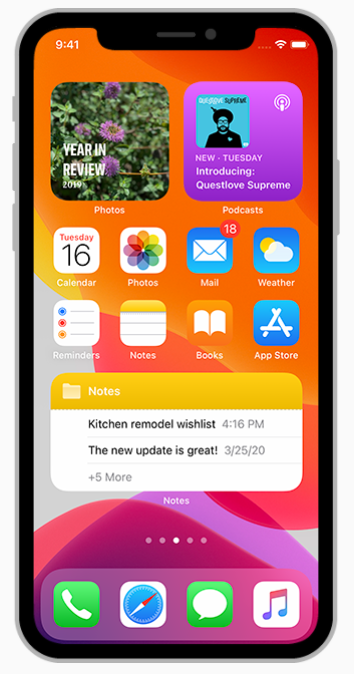 9:41
YEAR IN
REVIEW
2019
QUESTLOVE SUPREME
NEW · TUESDAY
Introducing:
Questlove Supreme
Photos
Podcasts
18
Tuesday
16
Calendar
Photos
Mail
Weather
Reminders
Notes
Books
App Store
Notes
Kitchen remodel wishlist 4:16 PM
The new update is great! 3/25/20
+5 More
Notes